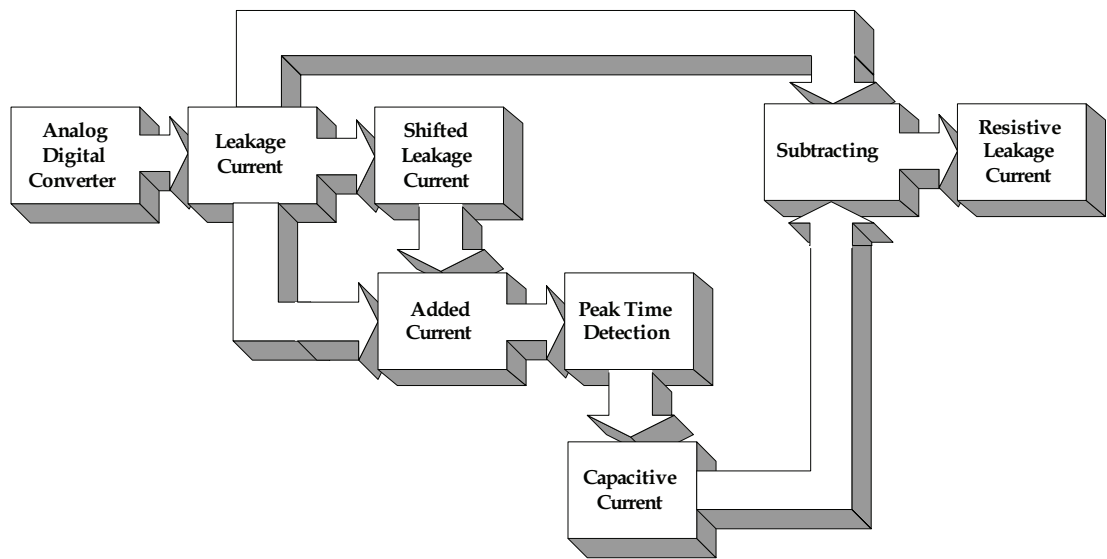 Analog
Digital
Converter
Leakage
Current
Shifted
Leakage
Current
Subtracting
Resistive
Leakage
Current
Added
Current
Peak Time
Detection
Capacitive
Current